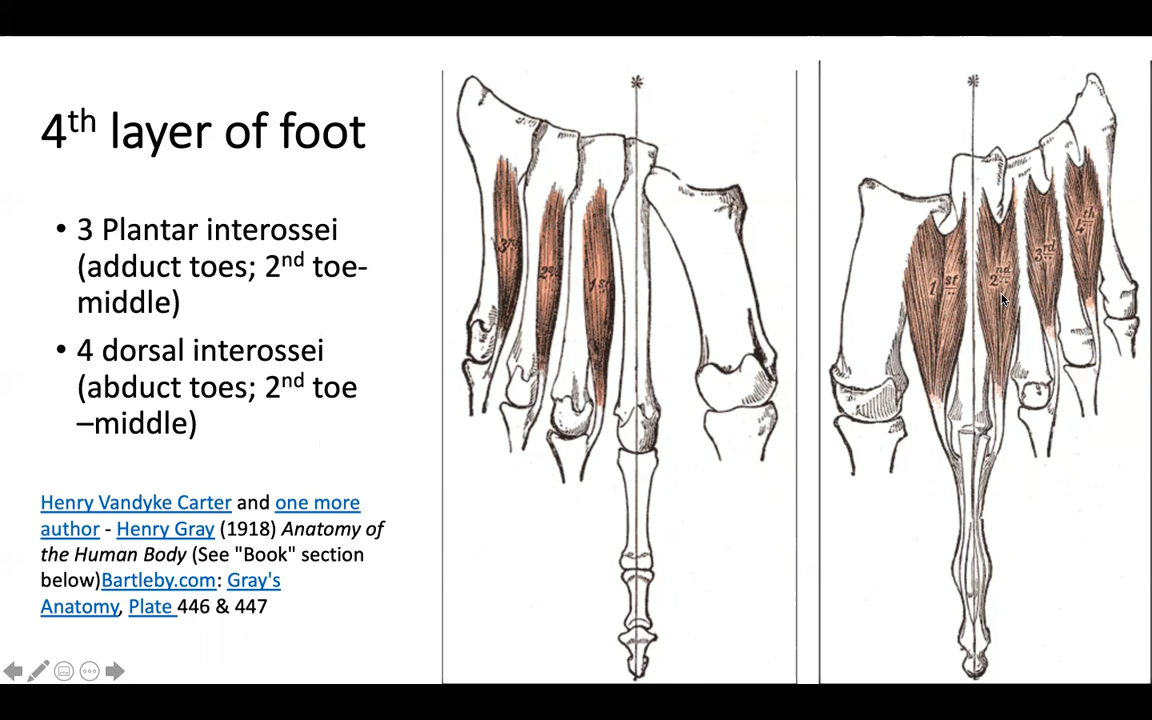 4th layer of foot
• 3 Plantar interossei
(adduct toes; 2nd toe-
middle)
• 4 dorsal interossei
(abduct toes; 2nd toe
–middle)
Henry Vandyke Carter and one more
author - Henry Gray (1918) Anatomy of
the Human Body (See "Book" section
below)Bartleby.com: Gray's
Anatomy, Plate 446 & 447
3rd
2nd
1st
1st
2nd
3rd
4th